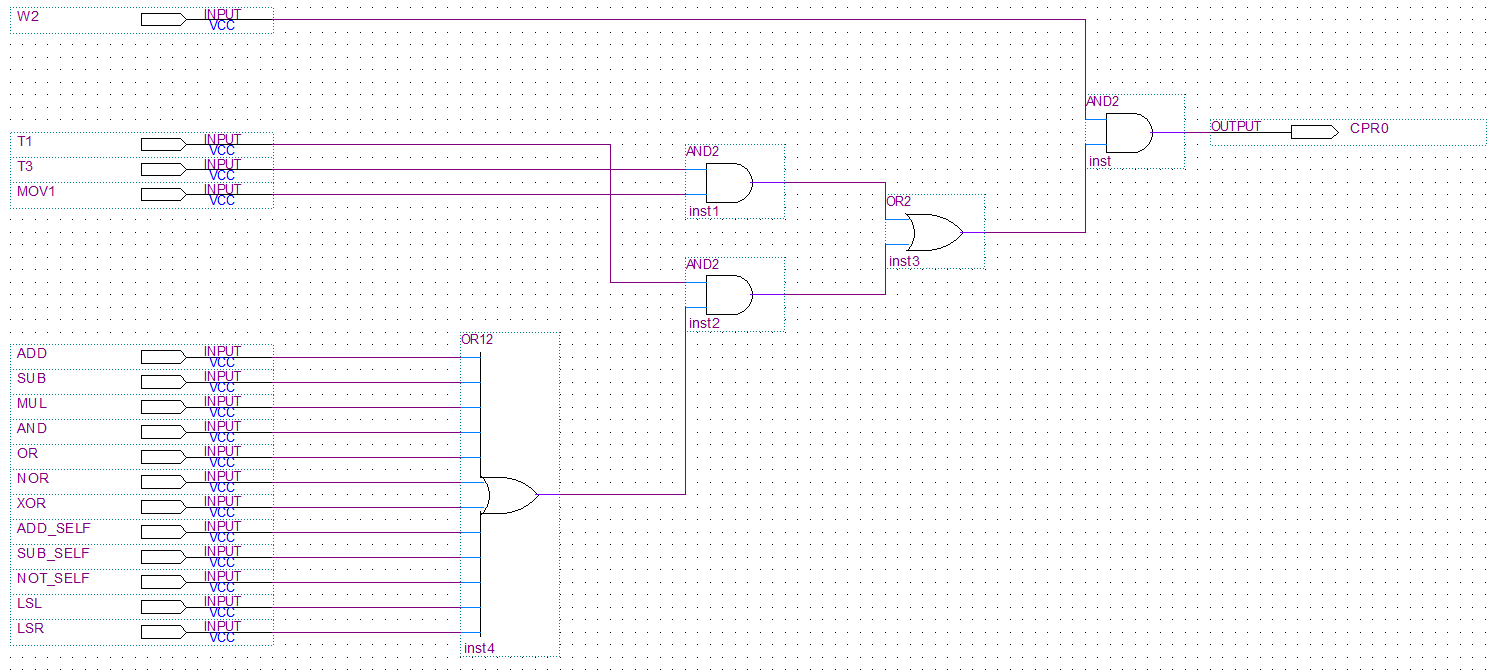 W2 INPUT
VCC
AND2
OUTPUT CPR0
inst
T1 INPUT
VCC
T3 INPUT
VCC
MOV1 INPUT
VCC
AND2
inst1
OR2
inst3
AND2
inst2
OR12
ADD INPUT
VCC
SUB INPUT
VCC
MUL INPUT
VCC
AND INPUT
VCC
OR INPUT
VCC
NOR INPUT
VCC
XOR INPUT
VCC
ADD_SELF INPUT
VCC
SUB_SELF INPUT
VCC
NOT_SELF INPUT
VCC
LSL INPUT
VCC
LSR INPUT
VCC
inst4